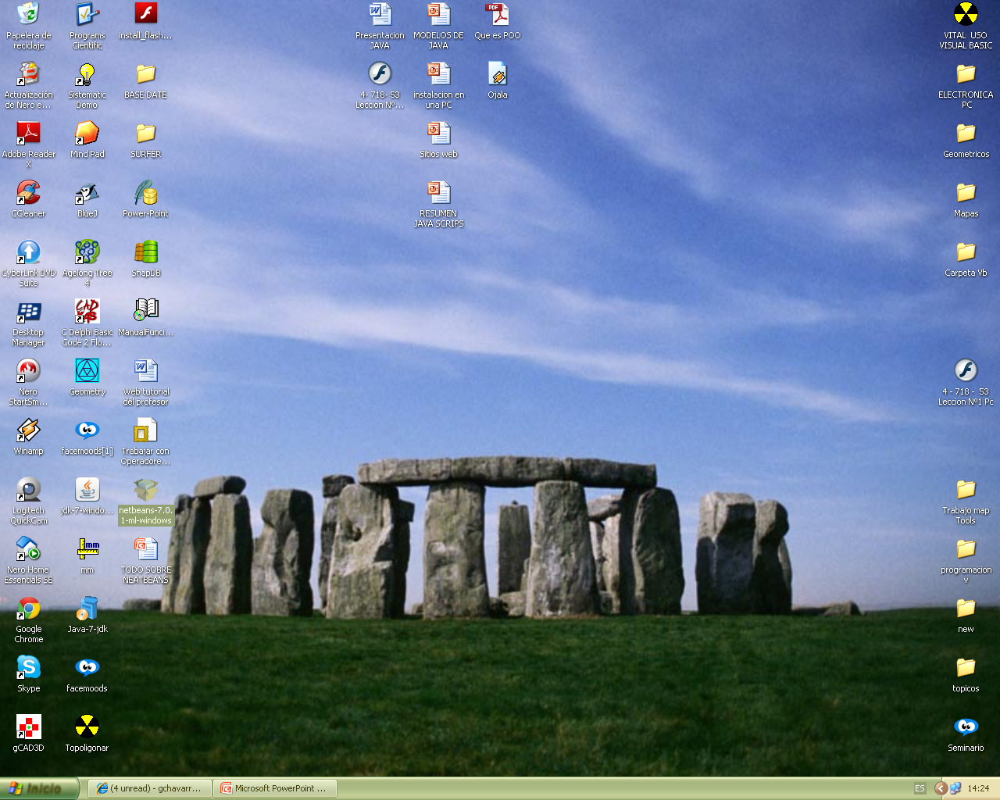 Papelera de
reciclaje
Actualización
de Nero e...
Adobe Reader
X
CCleaner
CyberLink DVD
Suite
Desktop
Manager
Nero
StartSm...
Winamp
Logitech
QuickCam
Nero Home
Essentials SE
Google
Chrome
Skype
gCAD3D
Programs
Cientific
Sistematic
Demo
Mind Pad
BlueJ
Agelong Tree
4
C Delphi Basic
Code 2 Flo...
Geometry
facemoods[1]
jdk-7-windo...
mm
mm
Java-7-jdk
facemoods
Topoligonar
install_flash...
BASE DATE
SURFER
Power-Point
SnapDB
ManualFunci...
Web tutorial
del profesor
Trabajar con
Operadore...
netbeans-7.0.
1-ml-windows
TODO SOBRE
NEATBEANS
Presentacion
JAVA
4- 718- 53
Leccion Nº...
MODELOS DE
JAVA
instalacion en
una PC
Sitios web
RESUMEN
JAVA SCRIPS
PDF
Que es POO
Ojala
VITAL USO
VISUAL BASIC
ELECTRONICA
PC
Geometricos
Mapas
Carpeta Vb
4 - 718 - 53
Leccion Nº1 Pc
Trabajo map
Tools
programacion
v
new
topicos
Seminario
Inicio
(4 unread) - gchavarr...
Microsoft PowerPoint ...
ES
14:24